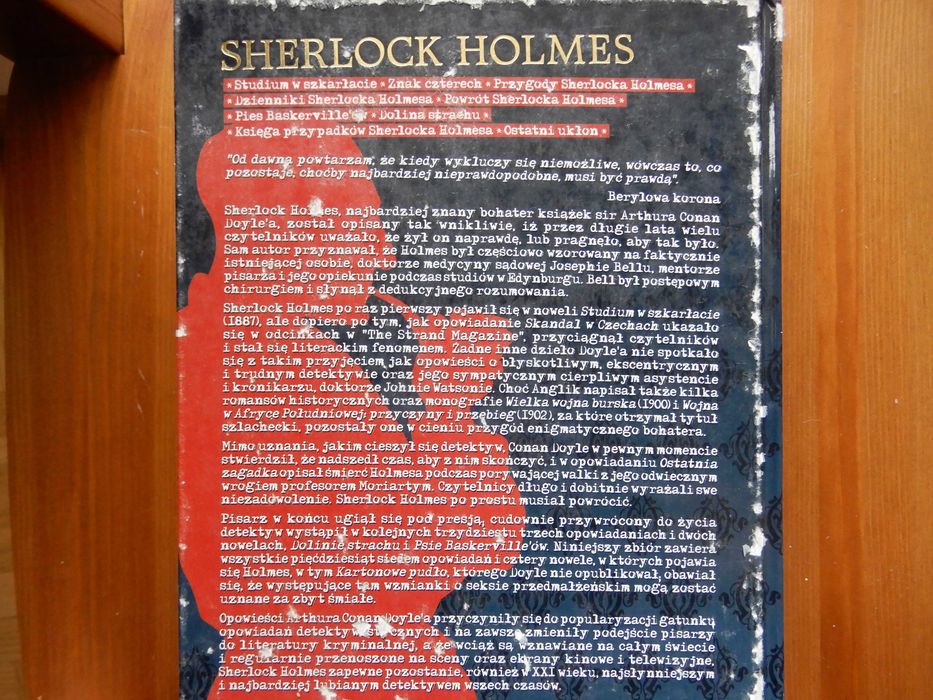 SHERLOCK HOLMES
* Studium w szkarłacie * Znak czterech * Przygody Sherlocka Holmesa *
* Dzienniki Sherlocka Holmesa * Powrót Sherlocka Holmesa *
* Pies Baskerville'ów * Dolina strachu *
* Księga przypadków Sherlocka Holmesa * Ostatni ukłon *
"Od dawna powtarzam, że kiedy wykluczy się niemożliwe, wówczas to, co
pozostaje, choćby najbardziej nieprawdopodobne, musi być prawdą".
Berylowa korona
Sherlock Holmes, najbardziej znany bohater książek sir Arthura Conan
Doyle'a, został opisany tak wnikliwie, iż przez długie lata wielu
czytelników uważało, że żył on naprawdę, lub pragnęło, aby tak było.
Sam autor przyznawał, że Holmes był częściowo wzorowany na faktycznie
istniejącej osobie, doktorze medycyny sądowej Josephie Bellu, mentorze
pisarza i jego opiekunie podczas studiów w Edynburgu. Bell był postępowym
chirurgiem i słynął z dedukcyjnego rozumowania.
Sherlock Holmes po raz pierwszy pojawił się w noweli Studium w szkarłacie
(1887), ale dopiero po tym, jak opowiadanie Skandal w Czechach ukazało
się w odcinkach w "The Strand Magazine", przyciągnął czytelników
i stał się literackim fenomenem. Żadne inne dzieło Doyle'a nie spotkało
się z takim przyjęciem jak opowieści o błyskotliwym, ekscentrycznym
i trudnym detektywie oraz jego sympatycznym cierpliwym asystencie
i kronikarzu, doktorze Johnie Watsonie. Choć Anglik napisał także kilka
romansów historycznych oraz monografie Wielka wojna burska (1900) i Wojna
w Afryce Południowej; przyczyny i przebieg (1902), za które otrzymał tytuł
szlachecki, pozostały one w cieniu przygód enigmatycznego bohatera.
Mimo uznania, jakim cieszył się detektyw, Conan Doyle w pewnym momencie
stwierdził, że nadszedł czas, aby z nim skończyć, i w opowiadaniu Ostatnia
zagadka opisał śmierć Holmesa podczas porywającej walki z jego odwiecznym
wrogiem profesorem Moriartym. Czytelnicy długo i dobitnie wyrażali swe
niezadowolenie. Sherlock Holmes po prostu musiał powrócić.
Pisarz w końcu ugiął się pod presją, cudownie przywrócony do życia
detektyw wystąpił w kolejnych trzydziestu trzech opowiadaniach i dwóch
nowelach, Dolinie strachu i Psie Baskerville'ów. Niniejszy zbiór zawiera
wszystkie pięćdziesiąt siedem opowiadań i cztery nowele, w których pojawia
się Holmes, w tym Kartonowe pudło, którego Doyle nie opublikował, obawiał
się, że występujące tam wzmianki o seksie przedmałżeńskim mogą zostać
uznane za zbyt śmiałe.
Opowieści Arthura Conan Doyle'a przyczyniły się do popularyzacji gatunku
opowiadań detektywistycznych i na zawsze zmieniły podejście pisarzy
do literatury kryminalnej, a że wciąż są wznawiane na całym świecie
i regularnie przenoszone na sceny oraz ekrany kinowe i telewizyjne,
Sherlock Holmes zapewne pozostanie, również w XXI wieku, najsłynniejszym
i najbardziej lubianym detektywem wszech czasów.